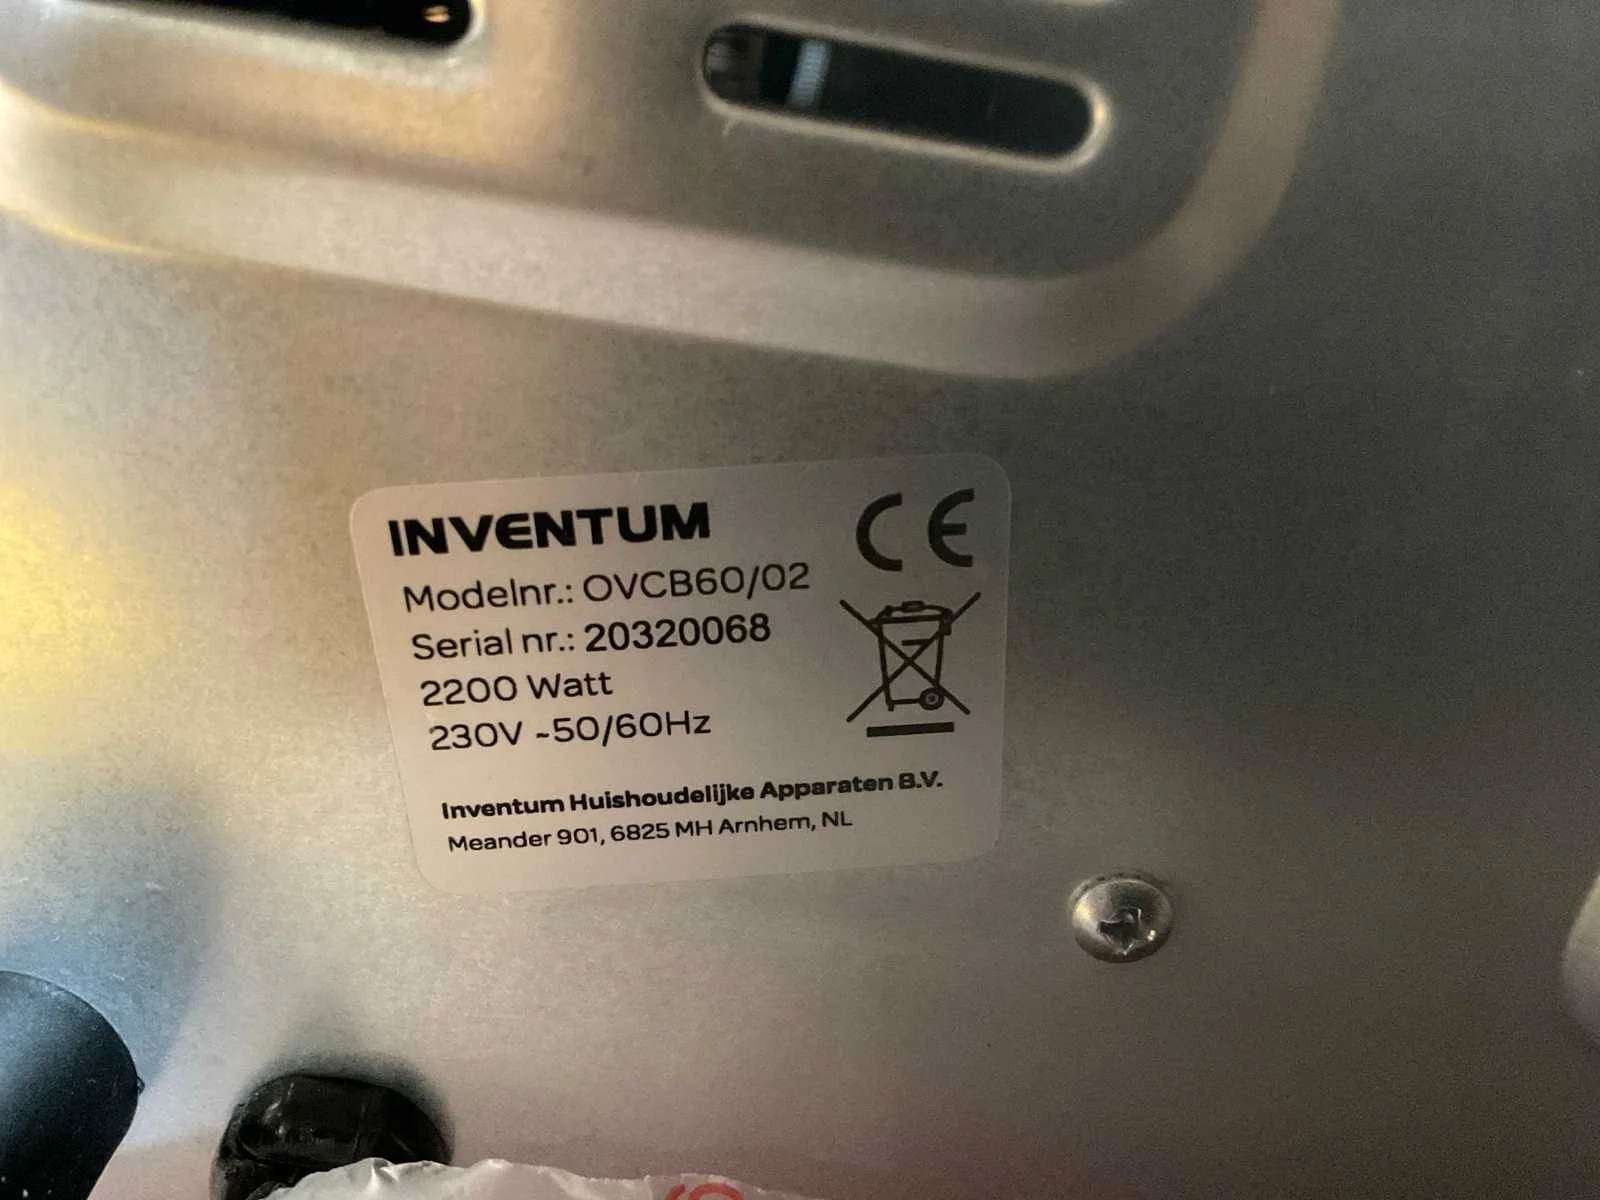 INVENTUM
CE
Modelnr.: OVCB60/02
Serial nr.: 20320068
2200 Watt
230V ~50/60Hz
Inventum Huishoudelijke Apparaten B.V.
Meander 901, 6825 MH Arnhem, NL